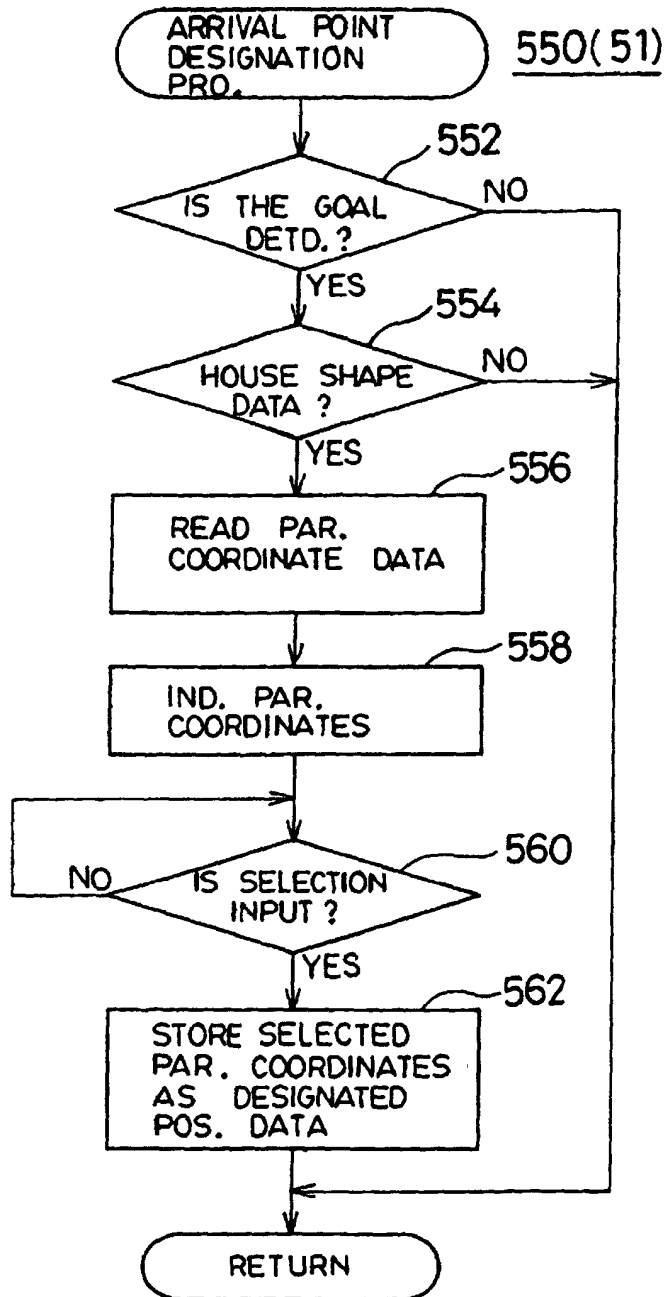 ARRIVAL POINT
DESIGNATION
PRO.
550(51)
552
IS THE GOAL
DETD.?
NO
YES
554
HOUSE SHAPE
DATA ?
NO
YES
556
READ PAR.
COORDINATE DATA
558
IND. PAR.
COORDINATES
560
IS SELECTION
INPUT ?
NO
YES
562
STORE SELECTED
PAR. COORDINATES
AS DESIGNATED
POS. DATA
RETURN